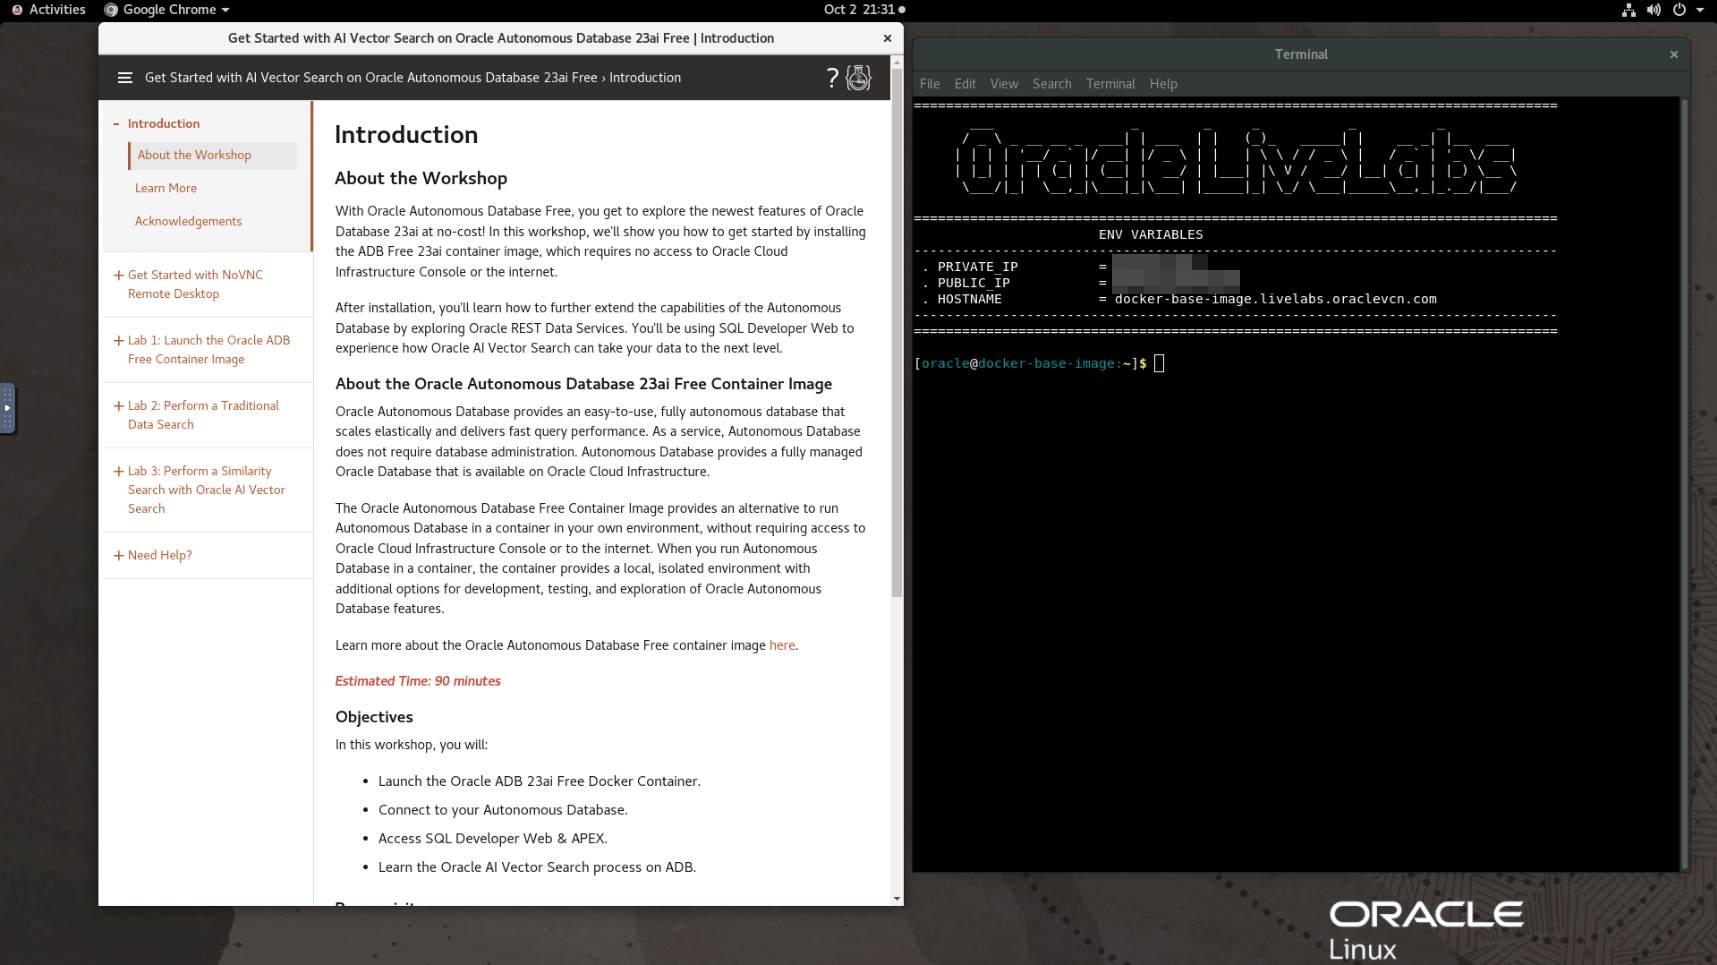 Activities
Google Chrome
Oct 2 21:31
Get Started with AI Vector Search on Oracle Autonomous Database 23ai Free | Introduction
×
Get Started with AI Vector Search on Oracle Autonomous Database 23ai Free › Introduction
?
- Introduction
About the Workshop
Learn More
Acknowledgements
+ Get Started with NoVNC
Remote Desktop
+ Lab 1: Launch the Oracle ADB
Free Container Image
+ Lab 2: Perform a Traditional
Data Search
+ Lab 3: Perform a Similarity
Search with Oracle AI Vector
Search
+ Need Help?
Introduction
About the Workshop
With Oracle Autonomous Database Free, you get to explore the newest features of Oracle
Database 23ai at no-cost! In this workshop, we'll show you how to get started by installing
the ADB Free 23ai container image, which requires no access to Oracle Cloud
Infrastructure Console or the internet.
After installation, you'll learn how to further extend the capabilities of the Autonomous
Database by exploring Oracle REST Data Services. You'll be using SQL Developer Web to
experience how Oracle AI Vector Search can take your data to the next level.
About the Oracle Autonomous Database 23ai Free Container Image
Oracle Autonomous Database provides an easy-to-use, fully autonomous database that
scales elastically and delivers fast query performance. As a service, Autonomous Database
does not require database administration. Autonomous Database provides a fully managed
Oracle Database that is available on Oracle Cloud Infrastructure.
The Oracle Autonomous Database Free Container Image provides an alternative to run
Autonomous Database in a container in your own environment, without requiring access to
Oracle Cloud Infrastructure Console or to the internet. When you run Autonomous
Database in a container, the container provides a local, isolated environment with
additional options for development, testing, and exploration of Oracle Autonomous
Database features.
Learn more about the Oracle Autonomous Database Free container image here.
Estimated Time: 90 minutes
Objectives
In this workshop, you will:
• Launch the Oracle ADB 23ai Free Docker Container.
• Connect to your Autonomous Database.
• Access SQL Developer Web & APEX.
• Learn the Oracle AI Vector Search process on ADB.
Terminal
×
File Edit View Search Terminal Help
Oracle LiveLabs
ENV VARIABLES
. PRIVATE_IP =
. PUBLIC_IP =
. HOSTNAME = docker-base-image.livelabs.oraclevcn.com
[oracle@docker-base-image:~]$
ORACLE
Linux